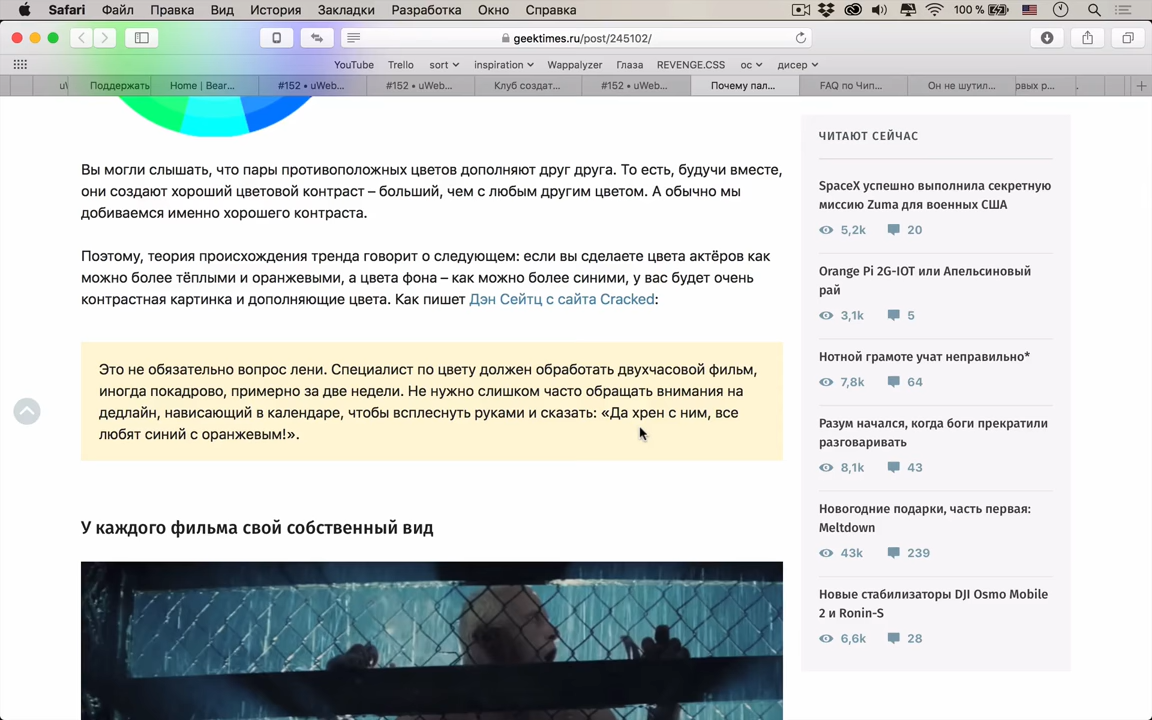 Safari Файл Правка Вид История Закладки Разработка Окно Справка 100 %
geektimes.ru/post/245102/
YouTube Trello sort inspiration Wappalyzer Глаза REVENGE.CSS ос дисер
Поддержать Home | Bear... #152 • uWeb... #152 • uWeb... Клуб создат... #152 • uWeb... Почему пал... FAQ по Чип... Он не шутил... рвых р...
Вы могли слышать, что пары противоположных цветов дополняют друг друга. То есть, будучи вместе,
они создают хороший цветовой контраст – больший, чем с любым другим цветом. А обычно мы
добиваемся именно хорошего контраста.
Поэтому, теория происхождения тренда говорит о следующем: если вы сделаете цвета актёров как
можно более тёплыми и оранжевыми, а цвета фона – как можно более синими, у вас будет очень
контрастная картинка и дополняющие цвета. Как пишет Дэн Сейтц с сайта Cracked:
Это не обязательно вопрос лени. Специалист по цвету должен обработать двухчасовой фильм,
иногда покадрово, примерно за две недели. Не нужно слишком часто обращать внимания на
дедлайн, нависающий в календаре, чтобы всплеснуть руками и сказать: «Да хрен с ним, все
любят синий с оранжевым!».
У каждого фильма свой собственный вид
ЧИТАЮТ СЕЙЧАС
SpaceX успешно выполнила секретную
миссию Zuma для военных США
5,2k 20
Orange Pi 2G-IOT или Апельсиновый
рай
3,1k 5
Нотной грамоте учат неправильно*
7,8k 64
Разум начался, когда боги прекратили
разговаривать
8,1k 43
Новогодние подарки, часть первая:
Meltdown
43k 239
Новые стабилизаторы DJI Osmo Mobile
2 и Ronin-S
6,6k 28